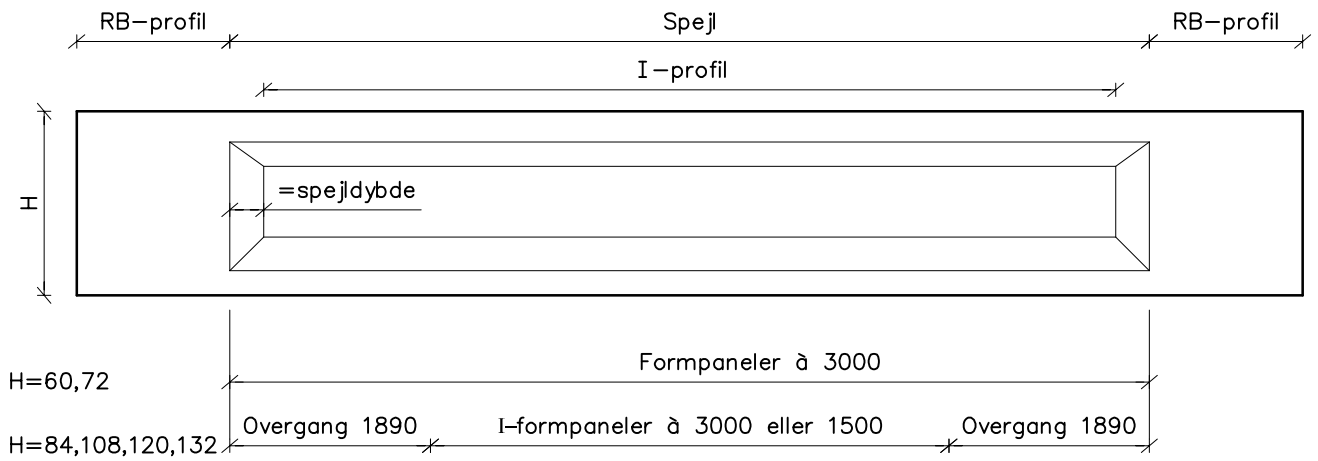 RB-profil Spejl RB-profil
I-profil
=spejldybde
H
Formpaneler à 3000
H=60,72
Overgang 1890 I-formpaneler à 3000 eller 1500 Overgang 1890
H=84,108,120,132